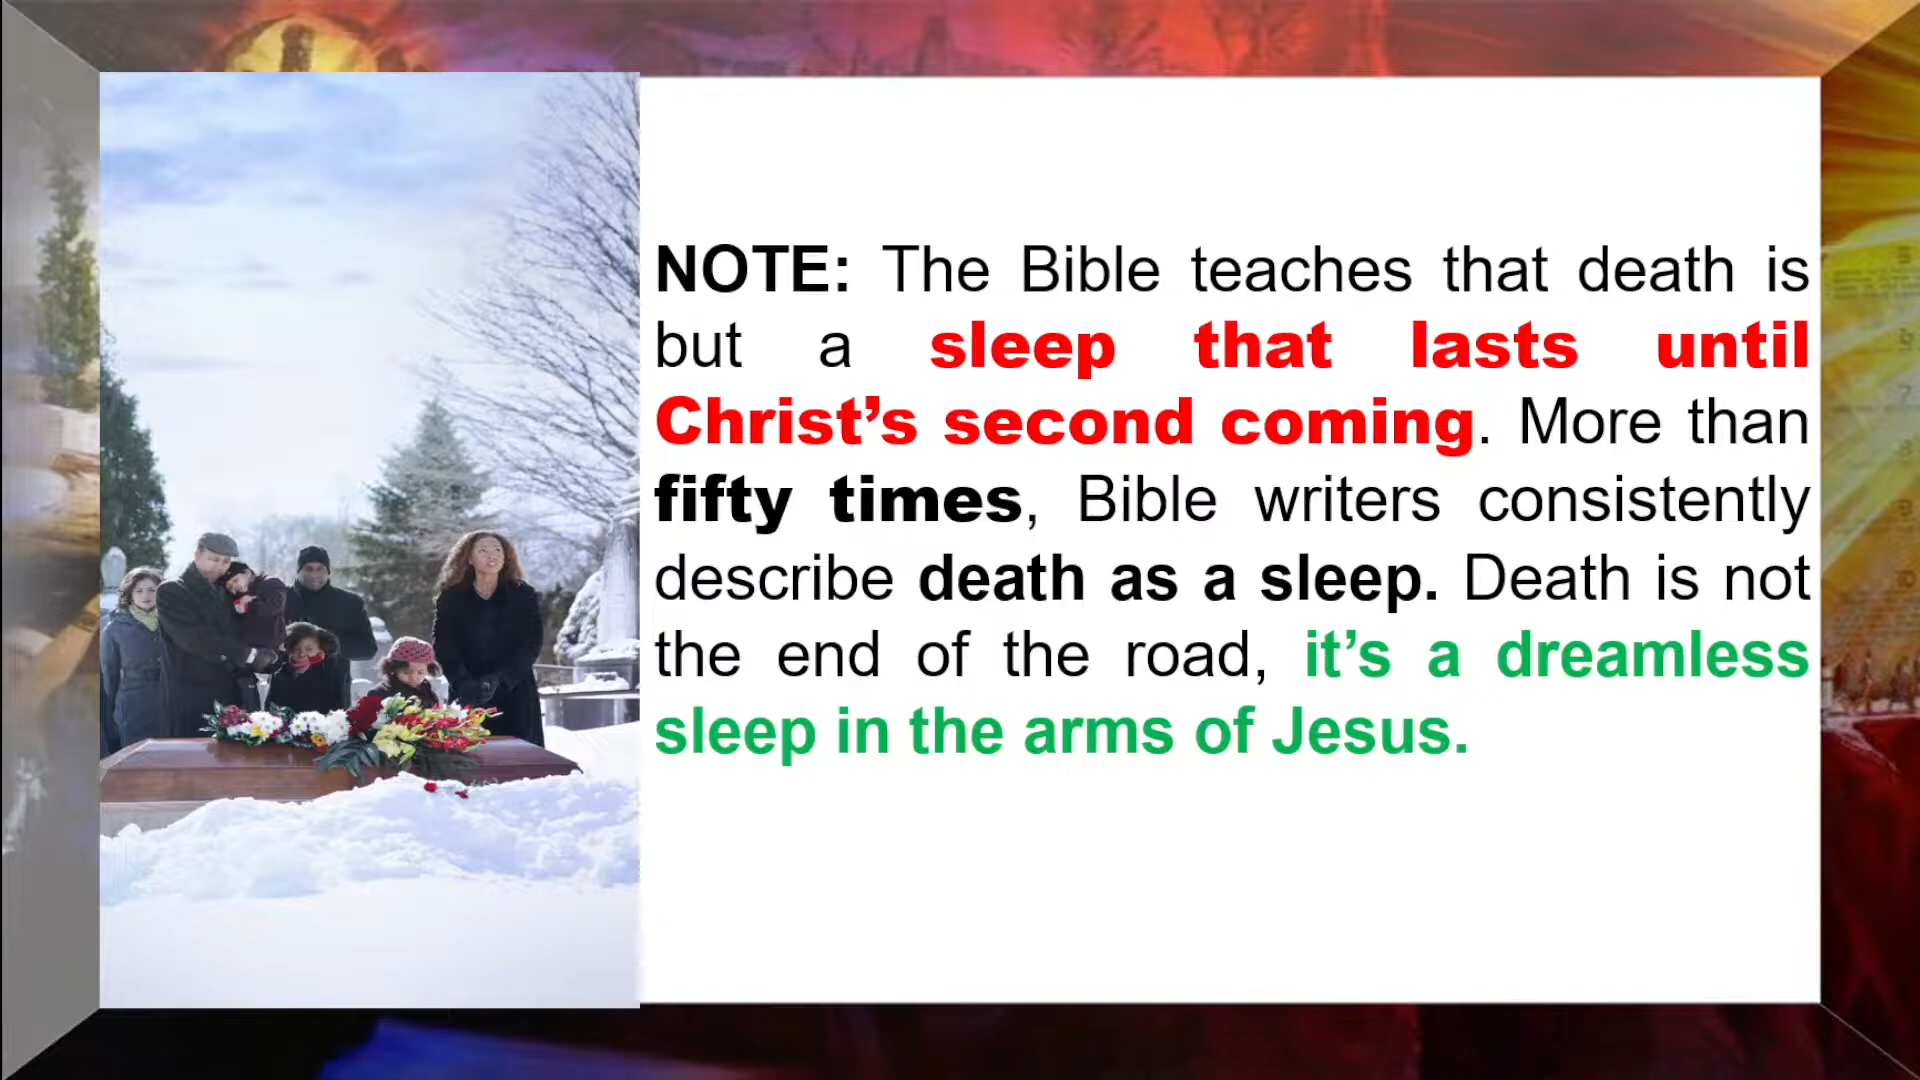 NOTE: The Bible teaches that death is
but a sleep that lasts until
Christ’s second coming. More than
fifty times, Bible writers consistently
describe death as a sleep. Death is not
the end of the road, it’s a dreamless
sleep in the arms of Jesus.